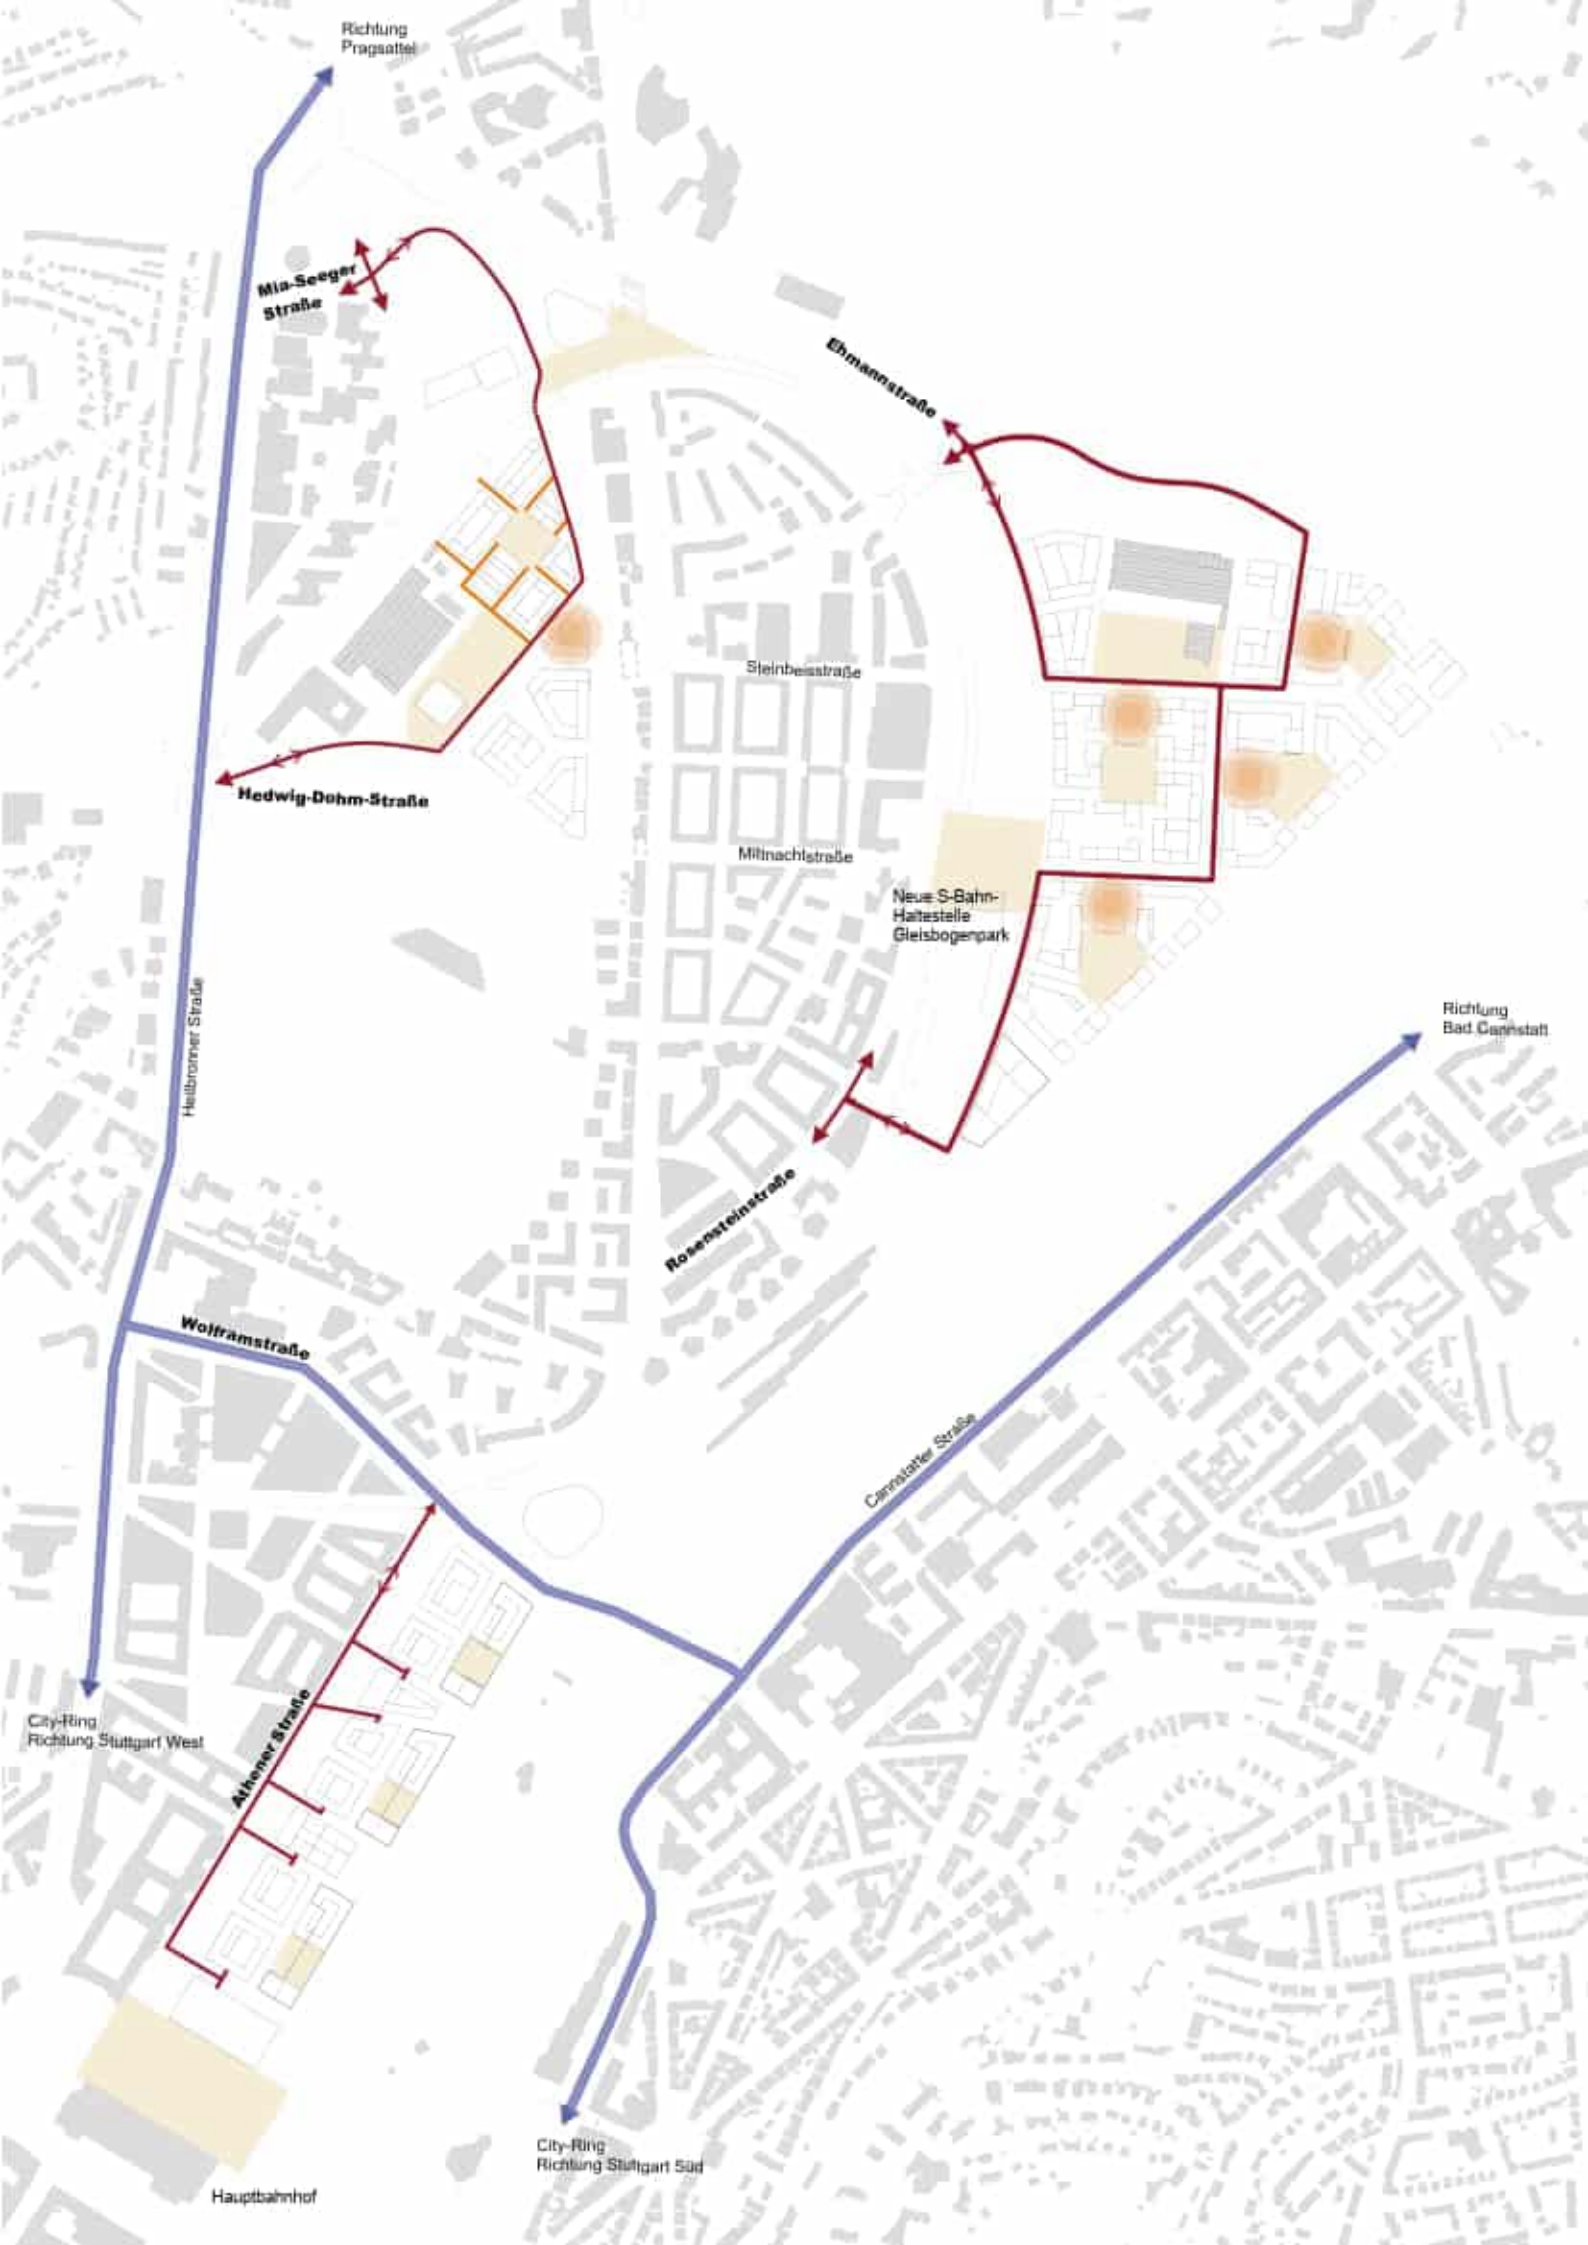 Richtung
Pragsattel
Mia-Seeger
Straße
Ehmannstraße
Steinbeisstraße
Hedwig-Dohm-Straße
Mittnachtstraße
Neue S-Bahn-
Haltestelle
Gleisbogenpark
Heilbronner Straße
Richtung
Bad Cannstatt
Rosensteinstraße
Wolframstraße
Cannstatter Straße
Athener Straße
City-Ring
Richtung Stuttgart West
City-Ring
Richtung Stuttgart Süd
Hauptbahnhof